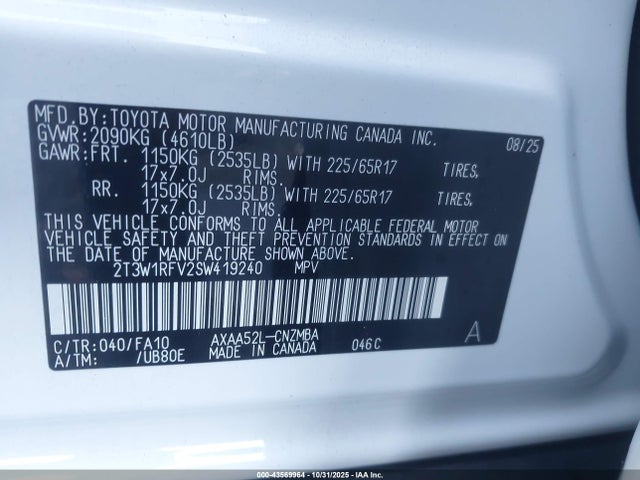 MFD.BY:TOYOTA MOTOR MANUFACTURING CANADA INC. 08/25
GVWR:2090KG (4610LB)
GAWR:FRT. 1150KG (2535LB) WITH 225/65R17 TIRES,
17x7.0J RIMS.
RR. 1150KG (2535LB) WITH 225/65R17 TIRES,
17x7.0J RIMS.
THIS VEHICLE CONFORMS TO ALL APPLICABLE FEDERAL MOTOR
VEHICLE SAFETY AND THEFT PREVENTION STANDARDS IN EFFECT ON
THE DATE OF MANUFACTURE SHOWN ABOVE.
2T3W1RFV2SW419240 MPV
C/TR:040/FA10 AXAA52L-CNZMBA
A/TM: /UB80E MADE IN CANADA 046C A
000-43569964 | 10/31/2025 | IAA Inc.